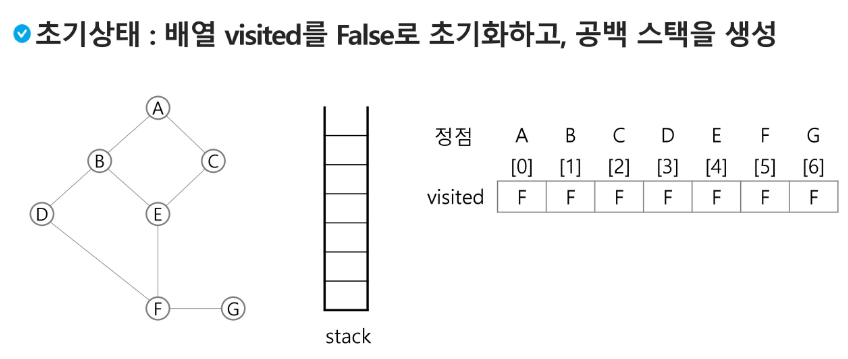 초기상태 : 배열 visited를 False로 초기화하고, 공백 스택을 생성
A
B
C
D
E
F
G
stack
정점 A B C D E F G
[0] [1] [2] [3] [4] [5] [6]
visited F F F F F F F